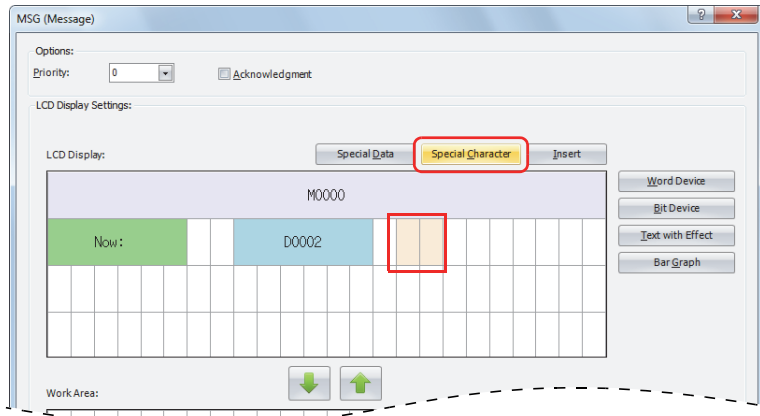 MSG (Message)
?
x
Options:
Priority:
0
Acknowledgment
LCD Display Settings:
LCD Display:
Special Data
Special Character
Insert
M0000
Word Device
Bit Device
Now:
D0002
Text with Effect
Bar Graph
Work Area: